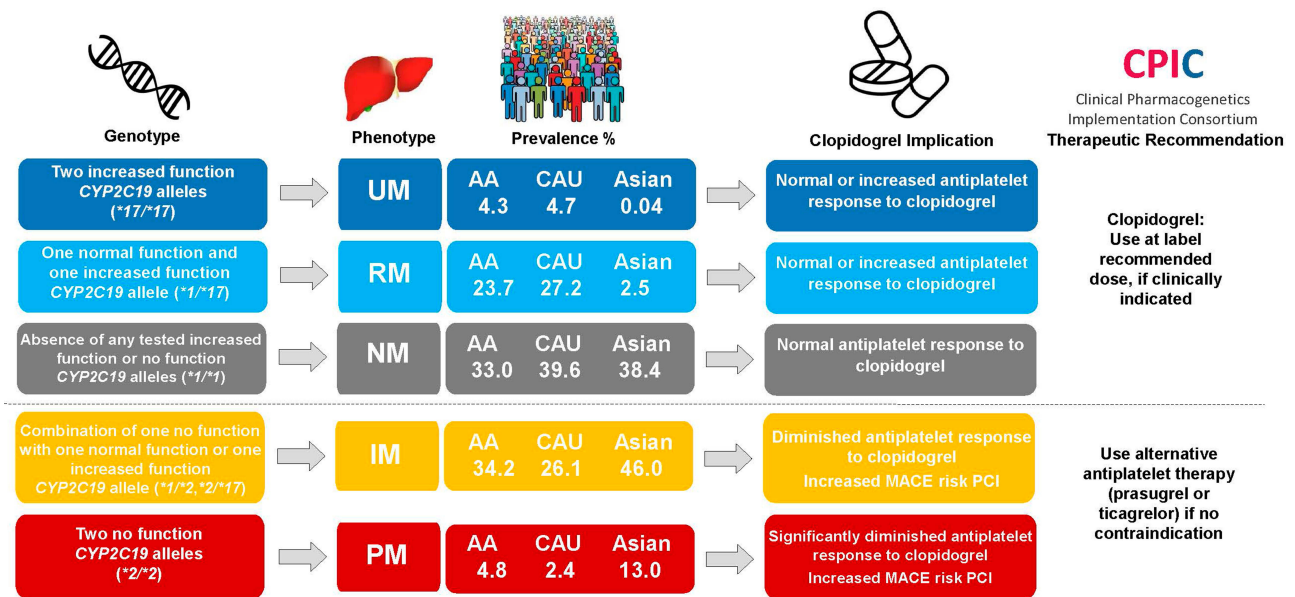 CPIC
Clinical Pharmacogenetics
Implementation Consortium
Genotype
Phenotype
Prevalence %
Clopidogrel Implication
Therapeutic Recommendation
Two increased function
CYP2C19 alleles
(*17/*17)
UM
AA CAU Asian
4.3 4.7 0.04
Normal or increased antiplatelet
response to clopidogrel
One normal function and
one increased function
CYP2C19 allele (*1/*17)
RM
AA CAU Asian
23.7 27.2 2.5
Normal or increased antiplatelet
response to clopidogrel
Clopidogrel:
Use at label
recommended
dose, if clinically
indicated
Absence of any tested increased
function or no function
CYP2C19 alleles (*1/*1)
NM
AA CAU Asian
33.0 39.6 38.4
Normal antiplatelet response to
clopidogrel
Combination of one no function
with one normal function or one
increased function
CYP2C19 allele (*1/*2,*2/*17)
IM
AA CAU Asian
34.2 26.1 46.0
Diminished antiplatelet response
to clopidogrel
Increased MACE risk PCI
Use alternative
antiplatelet therapy
(prasugrel or
ticagrelor) if no
contraindication
Two no function
CYP2C19 alleles
(*2/*2)
PM
AA CAU Asian
4.8 2.4 13.0
Significantly diminished antiplatelet
response to clopidogrel
Increased MACE risk PCI